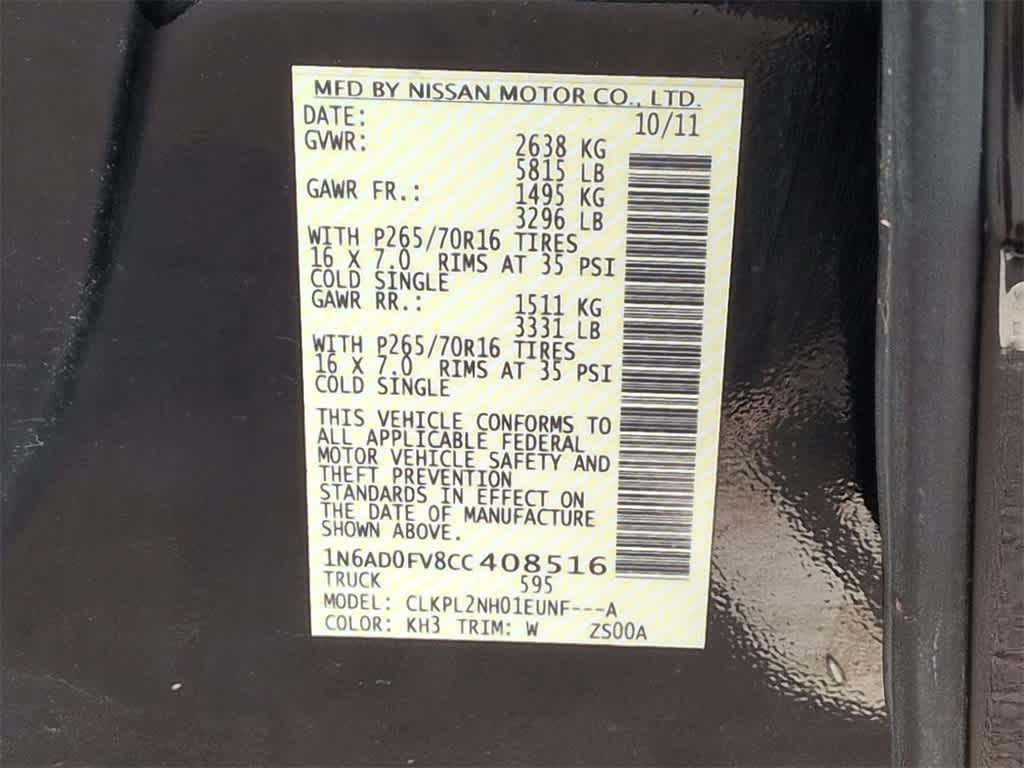 MFD BY NISSAN MOTOR CO., LTD.
DATE: 10/11
GVWR: 2638 KG
5815 LB
GAWR FR.: 1495 KG
3296 LB
WITH P265/70R16 TIRES
16 X 7.0 RIMS AT 35 PSI
COLD SINGLE
GAWR RR.: 1511 KG
3331 LB
WITH P265/70R16 TIRES
16 X 7.0 RIMS AT 35 PSI
COLD SINGLE
THIS VEHICLE CONFORMS TO
ALL APPLICABLE FEDERAL
MOTOR VEHICLE SAFETY AND
THEFT PREVENTION
STANDARDS IN EFFECT ON
THE DATE OF MANUFACTURE
SHOWN ABOVE.
1N6AD0FV8CC 408516
TRUCK 595
MODEL: CLKPL2NH01EUNF---A
COLOR: KH3 TRIM: W ZS00A